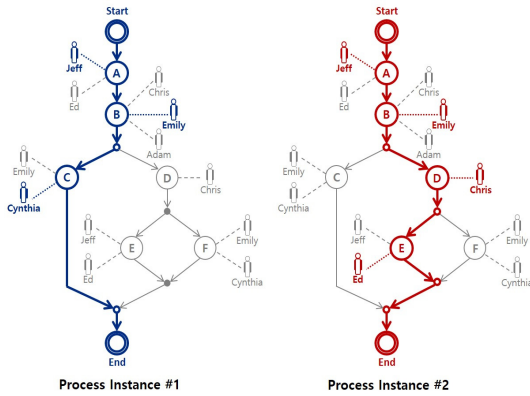 Start
Jeff
A
Ed
Chris
B
Emily
Adam
Emily
C
D
Cynthia
Chris
Jeff
E
F
Emily
Ed
Cynthia
End
Process Instance #1
Start
Jeff
A
Ed
Chris
B
Emily
Adam
Emily
C
D
Cynthia
Chris
Jeff
E
F
Emily
Ed
Cynthia
End
Process Instance #2